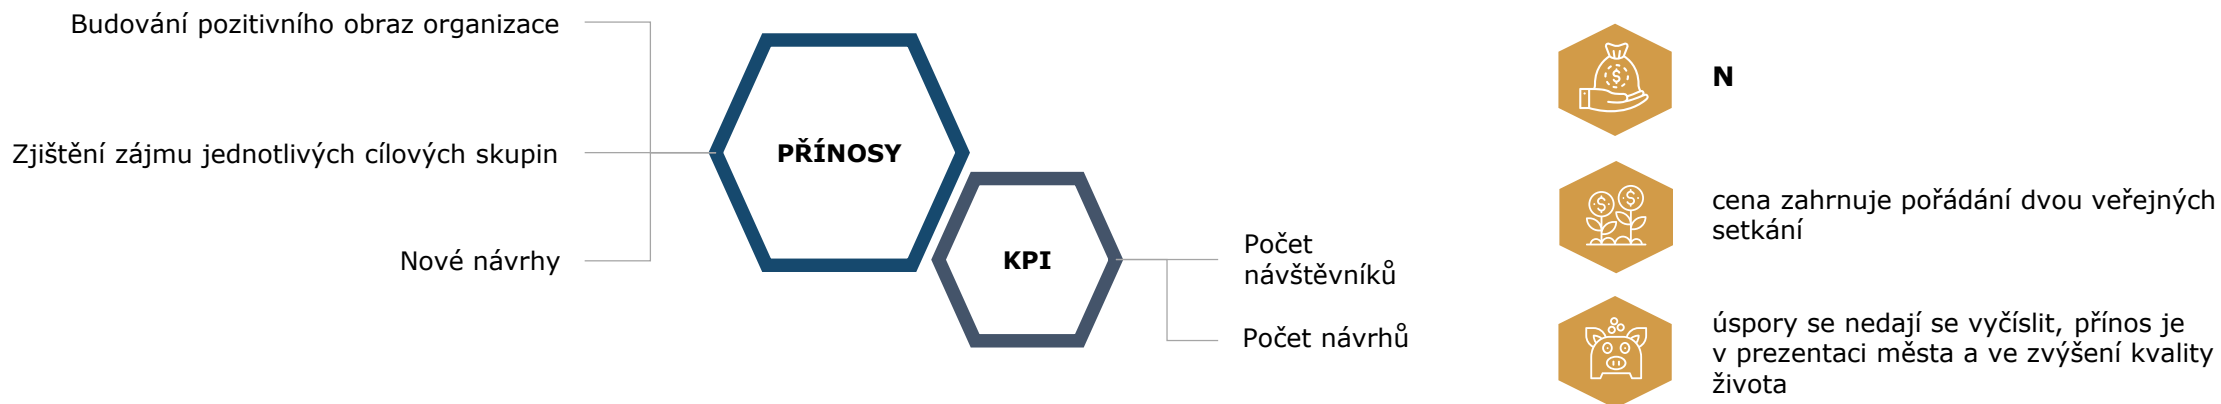 Budování pozitivního obraz organizace
Zjištění zájmu jednotlivých cílových skupin
Nové návrhy
PŘÍNOSY
KPI
Počet
návštěvníků
Počet návrhů
N
cena zahrnuje pořádání dvou veřejných
setkání
úspory se nedají se vyčíslit, přínos je
v prezentaci města a ve zvýšení kvality
života